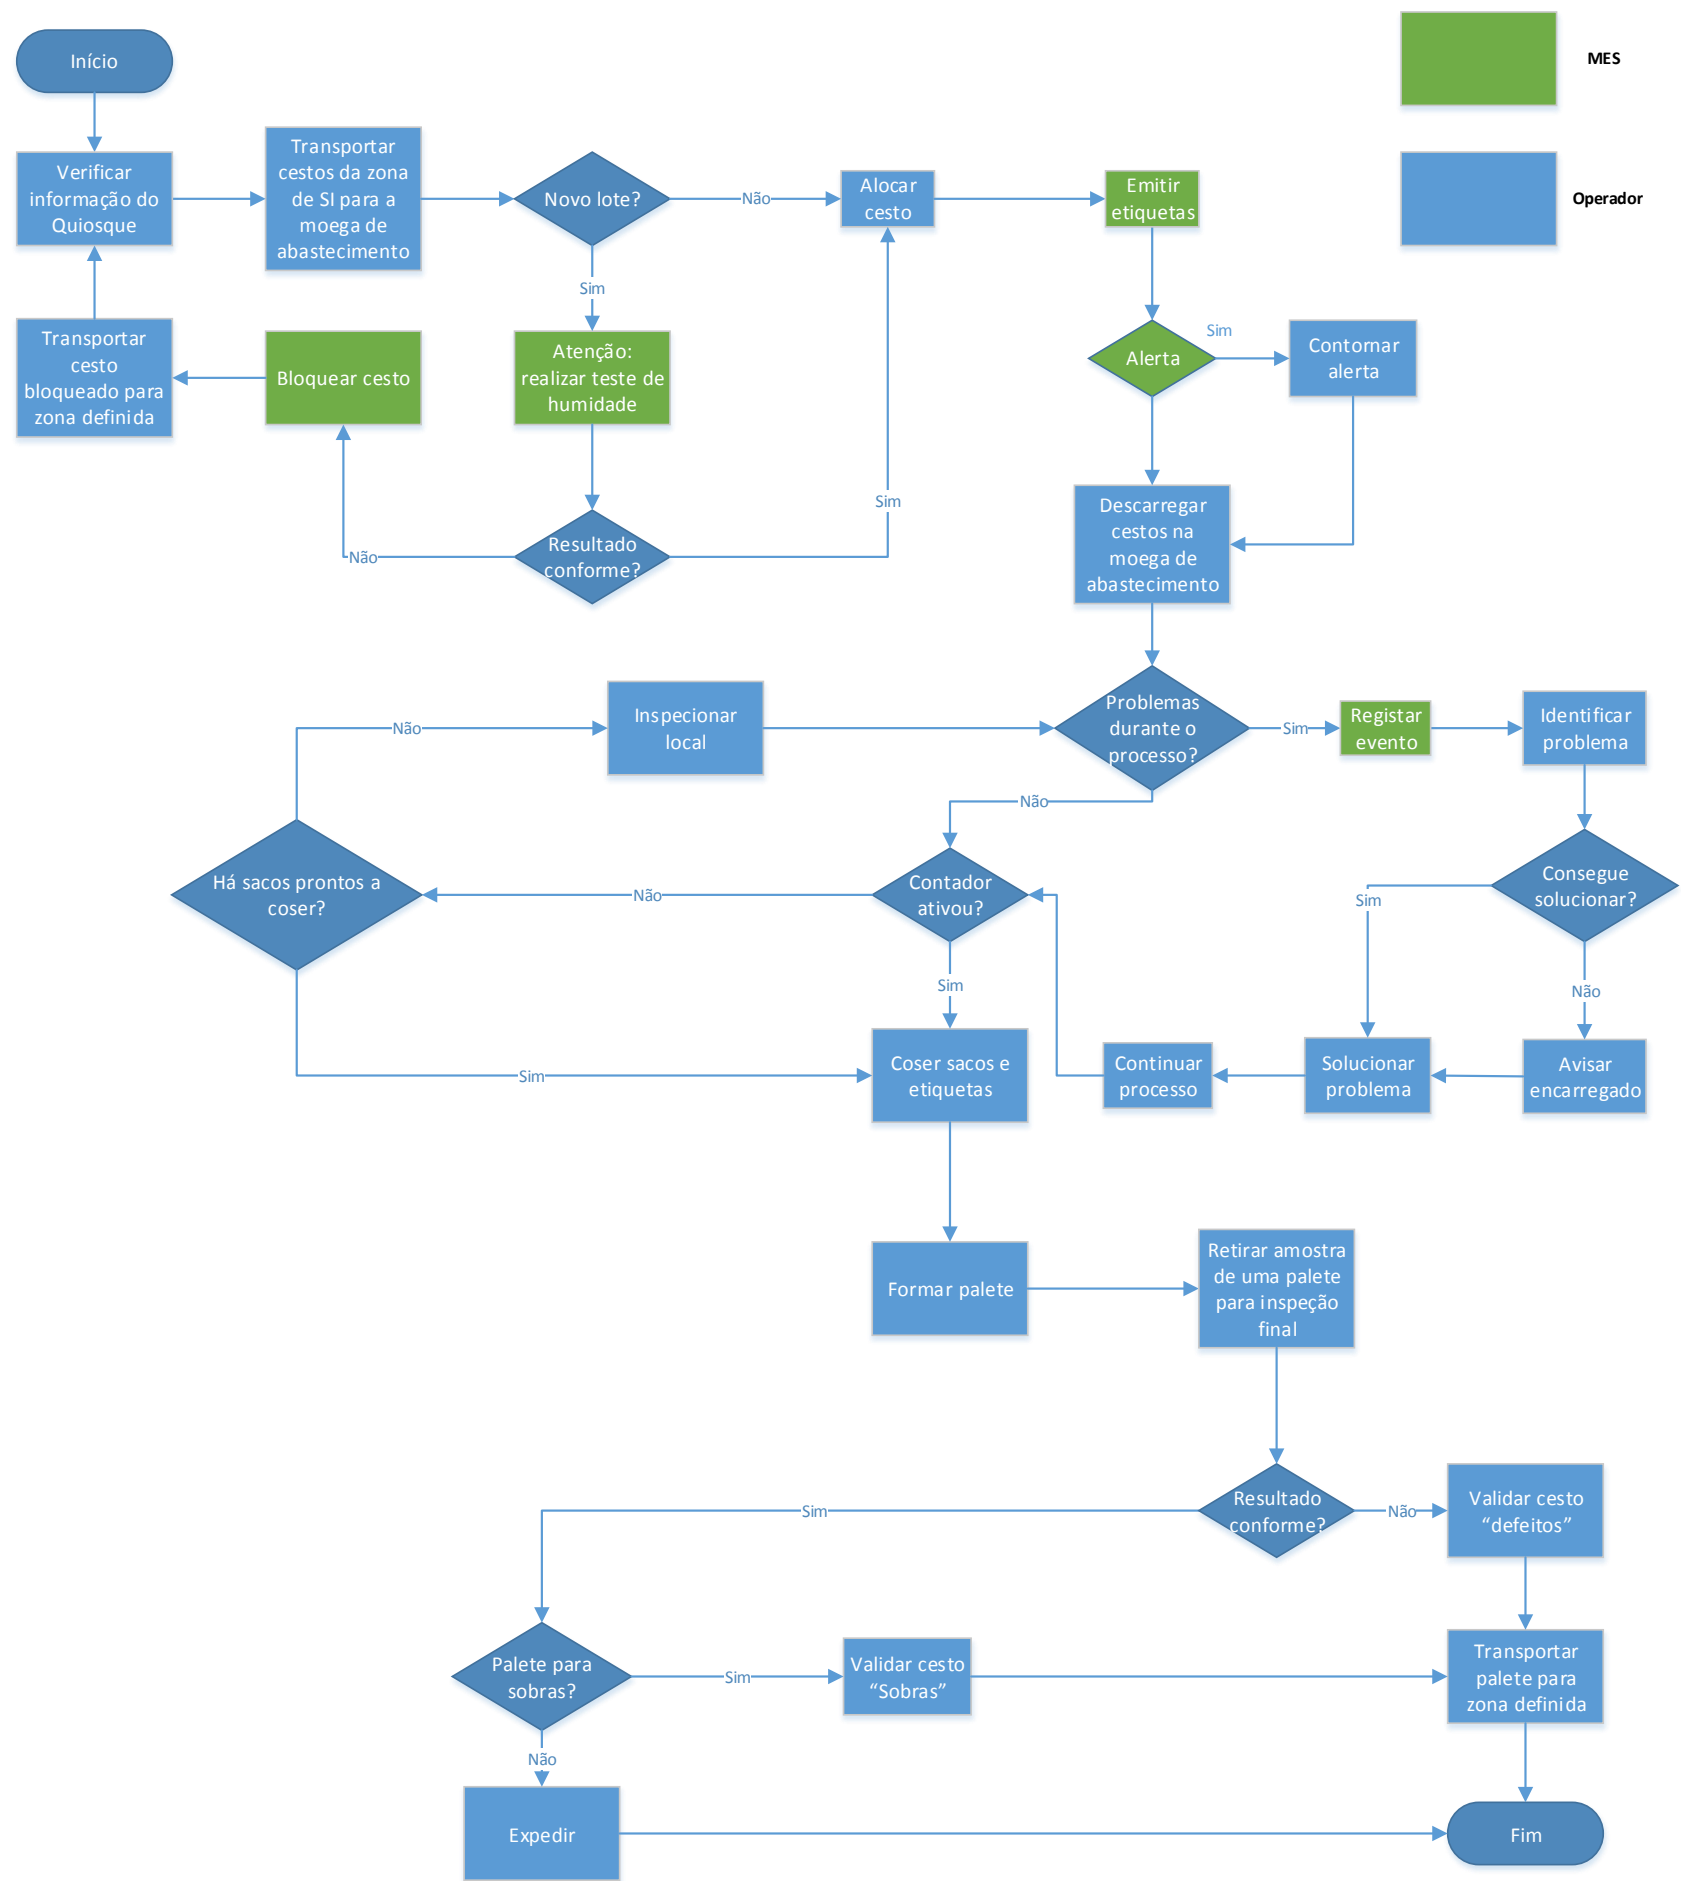 Início
MES
Verificar
informação do
Quiosque
Transportar
cestos da zona
de SI para a
moega de
abastecimento
Novo lote?
Não
Alocar
cesto
Emitir
etiquetas
Operador
Sim
Transportar
cesto
bloqueado para
zona definida
Bloquear cesto
Atenção:
realizar teste de
humidade
Alerta
Sim
Contornar
alerta
Sim
Resultado
conforme?
Não
Descarregar
cestos na
moega de
abastecimento
Não
Inspecionar
local
Problemas
durante o
processo?
Sim
Registar
evento
Identificar
problema
Não
Há sacos prontos a
coser?
Não
Contador
ativou?
Consegue
solucionar?
Sim
Sim
Não
Sim
Coser sacos e
etiquetas
Continuar
processo
Solucionar
problema
Avisar
encarregado
Formar palete
Retirar amostra
de uma palete
para inspeção
final
Sim
Resultado
conforme?
Não
Validar cesto
“defeitos”
Palete para
sobras?
Sim
Validar cesto
“Sobras”
Transportar
palete para
zona definida
Não
Expedir
Fim